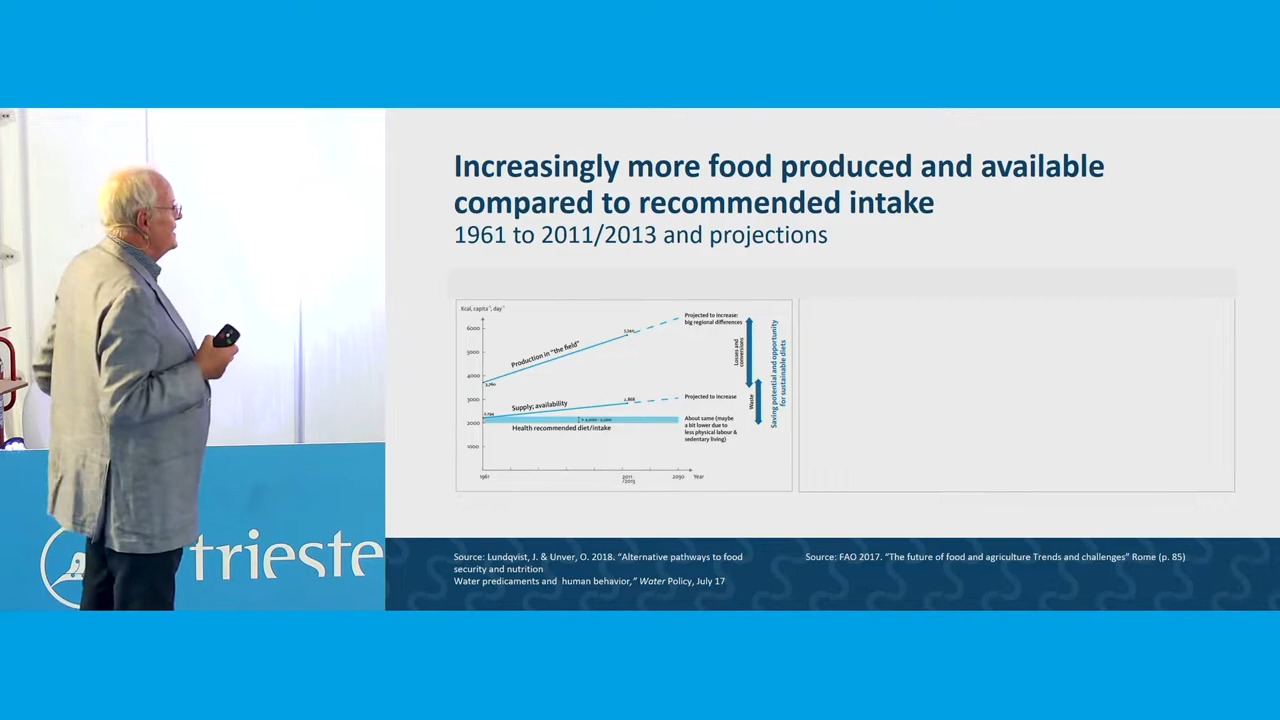 Increasingly more food produced and available
compared to recommended intake
1961 to 2011/2013 and projections
Kcal, capita⁻¹, day⁻¹
6000
5000
4000
3000
2000
1000
Production in "the field"
Supply; availability
2,868
Health recommended diet/intake
1961
2011
/2013
2030
Year
Projected to increase:
big regional differences
Projected to increase
About same (maybe
a bit lower due to
less physical labour &
sedentary living)
Losses and
conversions
Waste
Saving potential and opportunity
for sustainable diets
trieste
Source: Lundqvist, J. & Unver, O. 2018. "Alternative pathways to food
security and nutrition
Water predicaments and human behavior," Water Policy, July 17
Source: FAO 2017. "The future of food and agriculture Trends and challenges" Rome (p. 85)